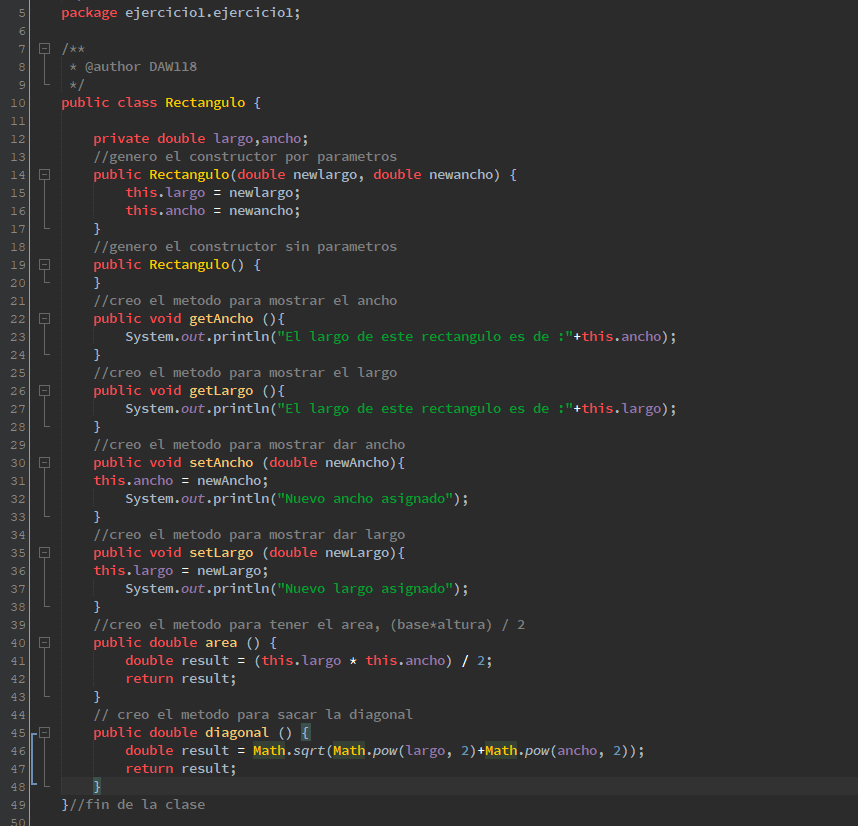 5 package ejercicio1.ejercicio1;
6
7 /**
8 * @author DAW118
9 */
10 public class Rectangulo {
11
12 private double largo,ancho;
13 //genero el constructor por parametros
14 public Rectangulo(double newlargo, double newancho) {
15 this.largo = newlargo;
16 this.ancho = newancho;
17 }
18 //genero el constructor sin parametros
19 public Rectangulo() {
20 }
21 //creo el metodo para mostrar el ancho
22 public void getAncho (){
23 System.out.println("El largo de este rectangulo es de :"+this.ancho);
24 }
25 //creo el metodo para mostrar el largo
26 public void getLargo (){
27 System.out.println("El largo de este rectangulo es de :"+this.largo);
28 }
29 //creo el metodo para mostrar dar ancho
30 public void setAncho (double newAncho){
31 this.ancho = newAncho;
32 System.out.println("Nuevo ancho asignado");
33 }
34 //creo el metodo para mostrar dar largo
35 public void setLargo (double newLargo){
36 this.largo = newLargo;
37 System.out.println("Nuevo largo asignado");
38 }
39 //creo el metodo para tener el area, (base*altura) / 2
40 public double area () {
41 double result = (this.largo * this.ancho) / 2;
42 return result;
43 }
44 // creo el metodo para sacar la diagonal
45 public double diagonal () {
46 double result = Math.sqrt(Math.pow(largo, 2)+Math.pow(ancho, 2));
47 return result;
48 }
49 }//fin de la clase
50